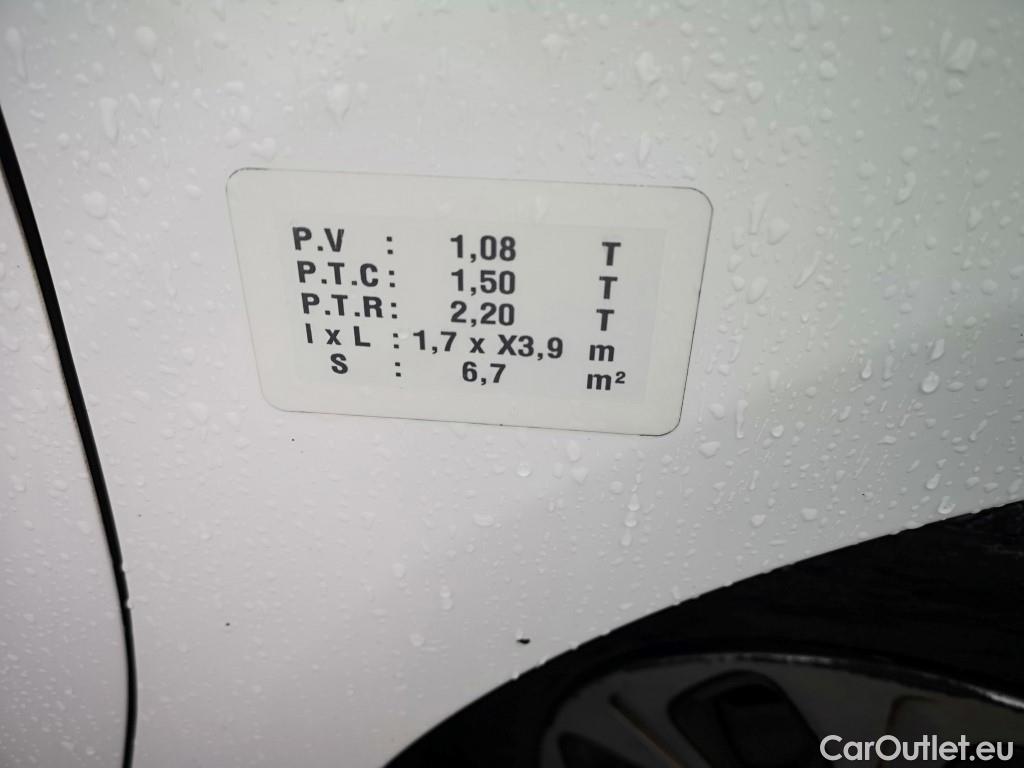 P.V : 1,08 T
P.T.C : 1,50 T
P.T.R : 2,20 T
l x L : 1,7 x X3,9 m
S : 6,7 m²
CarOutlet.eu